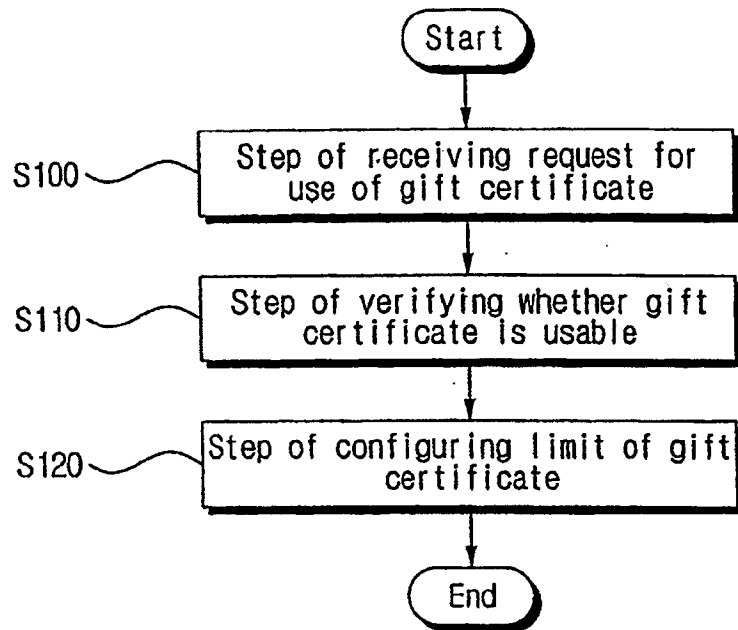 Start
S100
Step of receiving request for
use of gift certificate
S110
Step of verifying whether gift
certificate is usable
S120
Step of configuring limit of gift
certificate
End